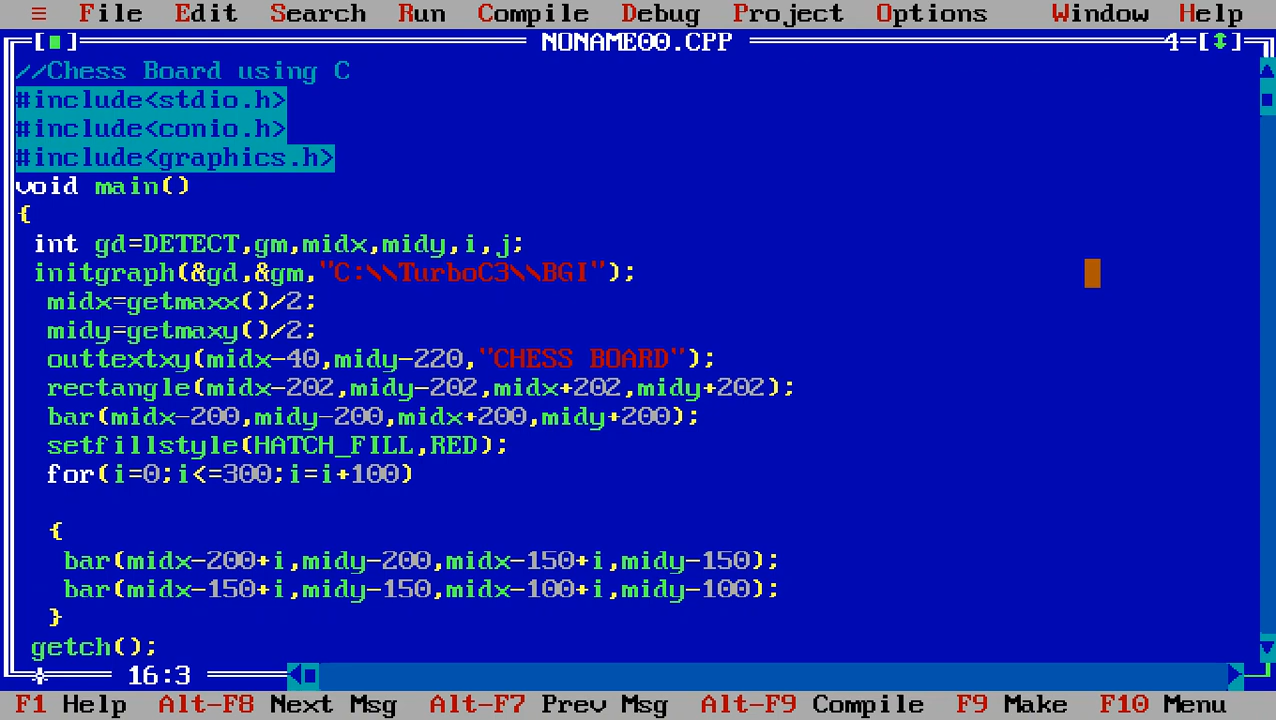 ≡ File Edit Search Run Compile Debug Project Options Window Help
[■] NONAME00.CPP 4=[↕]
//Chess Board using C
#include<stdio.h>
#include<conio.h>
#include<graphics.h>
void main()
{
int gd=DETECT,gm,midx,midy,i,j;
initgraph(&gd,&gm,"C:\\TurboC3\\BGI");
midx=getmaxx()/2;
midy=getmaxy()/2;
outtextxy(midx-40,midy-220,"CHESS BOARD");
rectangle(midx-202,midy-202,midx+202,midy+202);
bar(midx-200,midy-200,midx+200,midy+200);
setfillstyle(HATCH_FILL,RED);
for(i=0;i<=300;i=i+100)
{
bar(midx-200+i,midy-200,midx-150+i,midy-150);
bar(midx-150+i,midy-150,midx-100+i,midy-100);
}
getch();
16:3
F1 Help Alt-F8 Next Msg Alt-F7 Prev Msg Alt-F9 Compile F9 Make F10 Menu